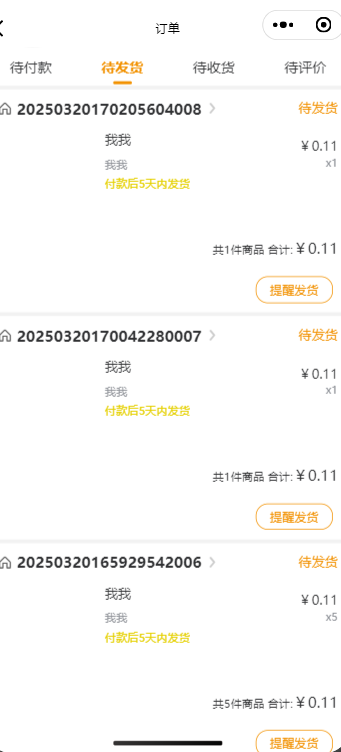 订单
待付款 待发货 待收货 待评价
20250320170205604008 待发货
我我 ¥0.11
我我 x1
付款后5天内发货
共1件商品 合计:¥0.11
提醒发货
20250320170042280007 待发货
我我 ¥0.11
我我 x1
付款后5天内发货
共1件商品 合计:¥0.11
提醒发货
20250320165929542006 待发货
我我 ¥0.11
我我 x5
付款后5天内发货
共5件商品 合计:¥0.11
提醒发货